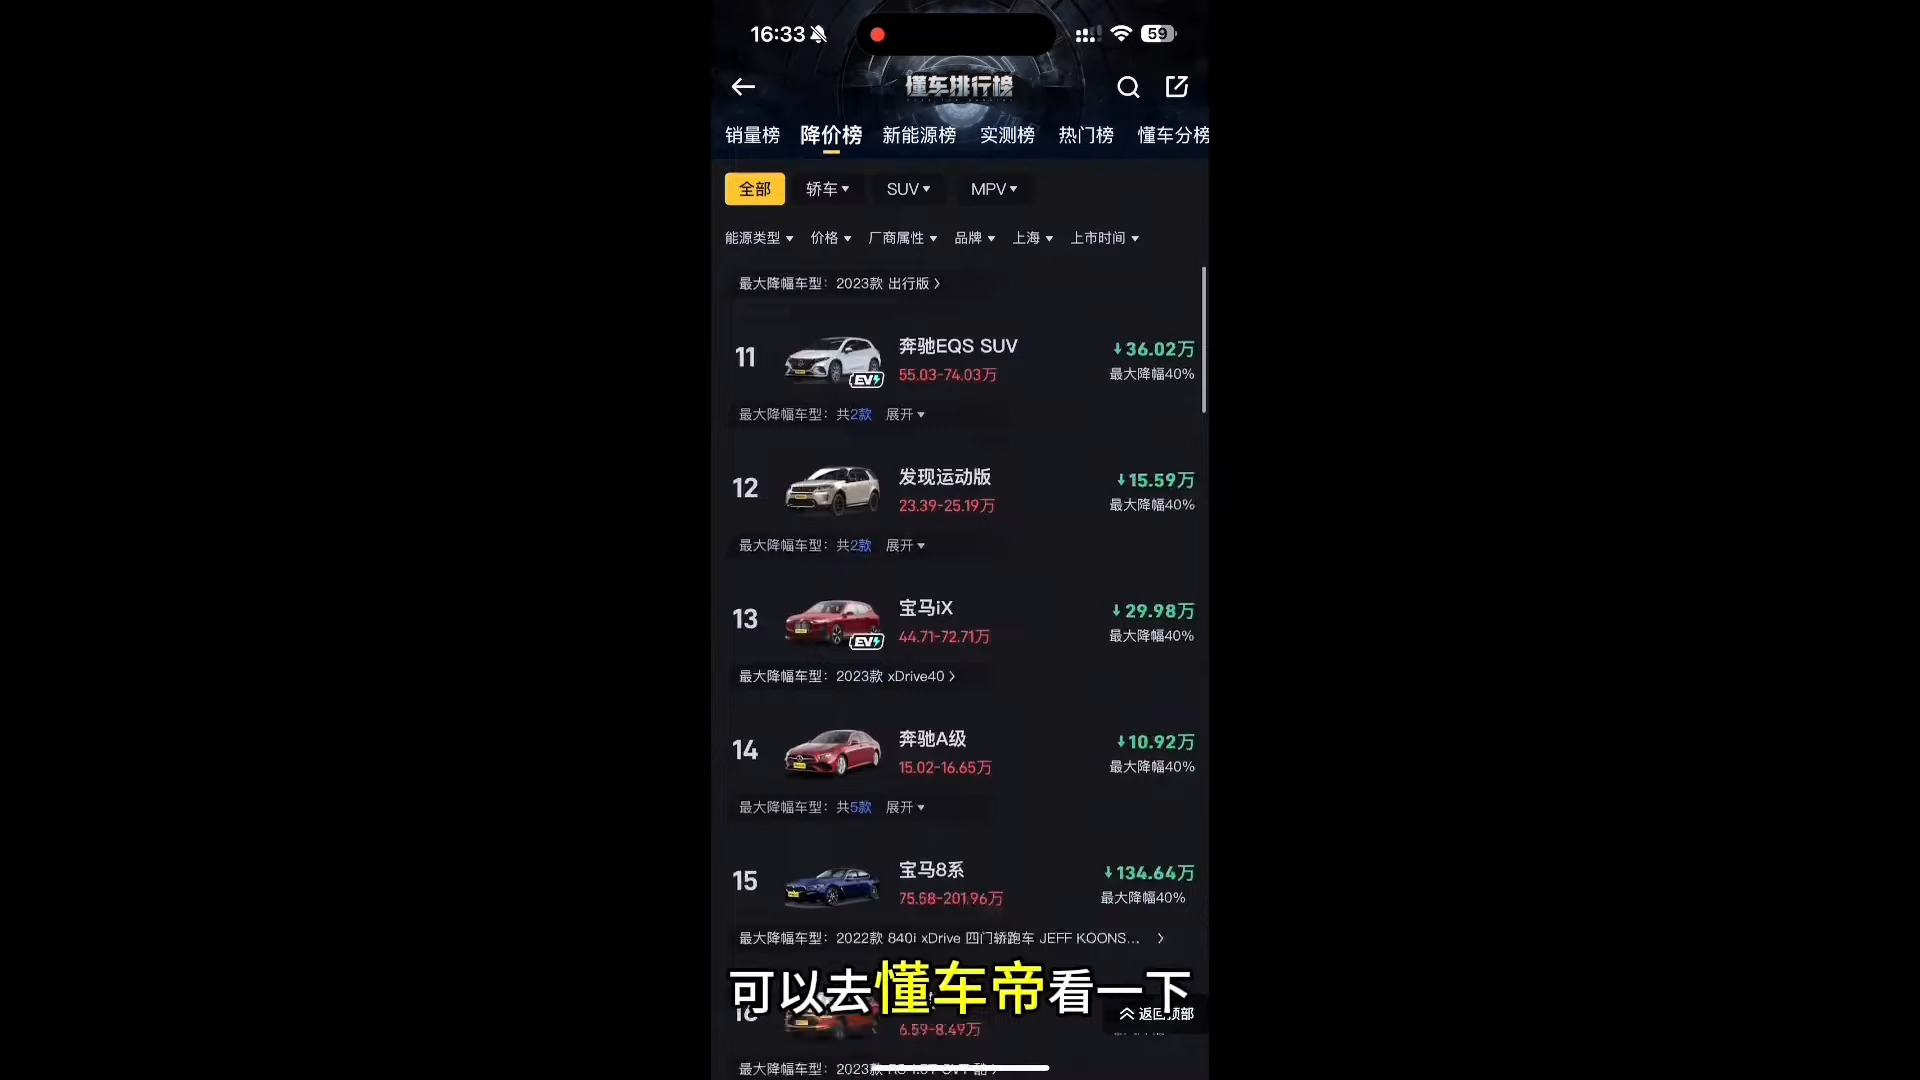 16:33
59
懂车排行榜
销量榜 降价榜 新能源榜 实测榜 热门榜 懂车分榜
全部 轿车 SUV MPV
能源类型 价格 厂商属性 品牌 上海 上市时间
最大降幅车型：2023款 出行版
11 奔驰EQS SUV 36.02万
EV 55.03-74.03万 最大降幅40%
最大降幅车型：共2款 展开
12 发现运动版 15.59万
23.39-25.19万 最大降幅40%
最大降幅车型：共2款 展开
13 宝马iX 29.98万
EV 44.71-72.71万 最大降幅40%
最大降幅车型：2023款 xDrive40
14 奔驰A级 10.92万
15.02-16.65万 最大降幅40%
最大降幅车型：共5款 展开
15 宝马8系 134.64万
75.58-201.96万 最大降幅40%
最大降幅车型：2022款 840i xDrive 四门轿跑车 JEFF KOONS...
可以去懂车帝看一下
16 返回顶部
6.59-8.49万
最大降幅车型：2023款